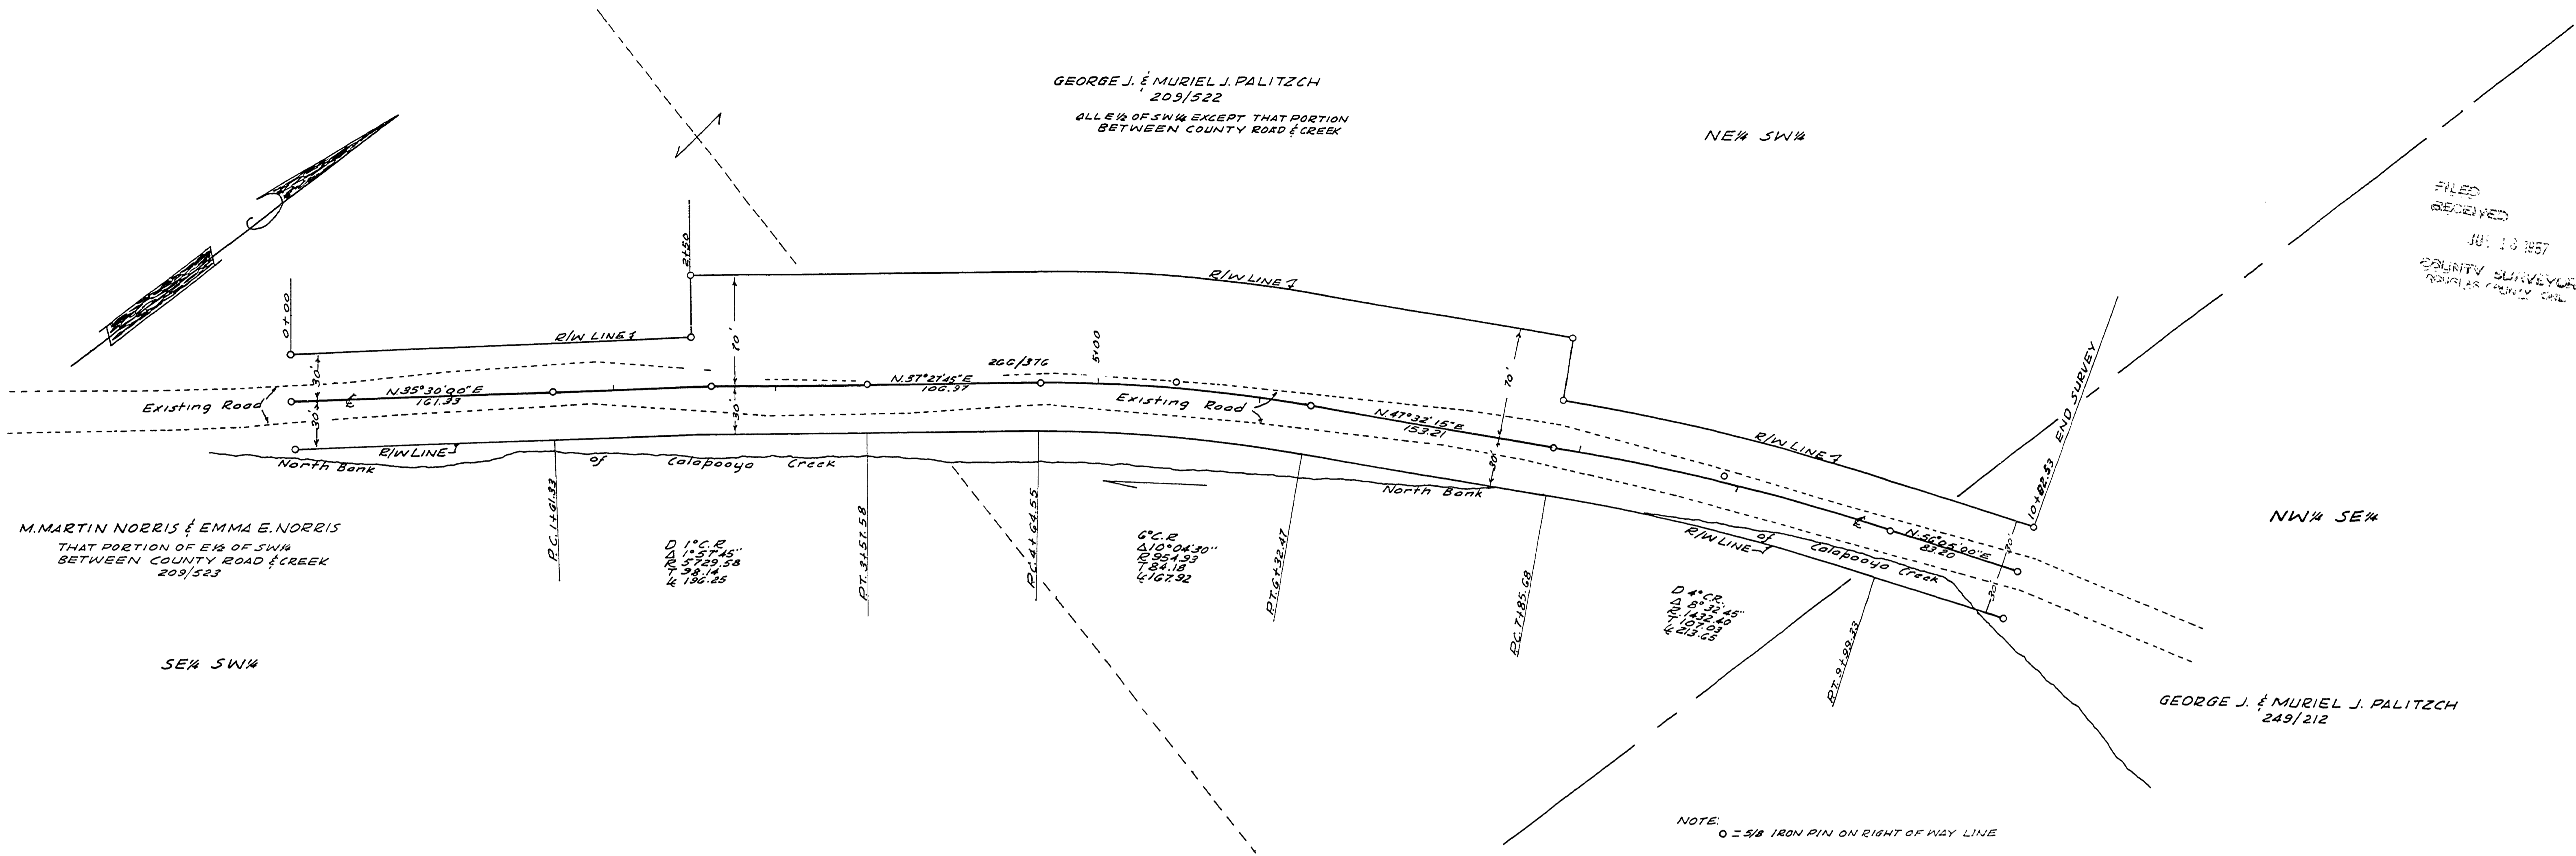 GEORGE J. & MURIEL J. PALITZCH
209/522
ALL E½ OF SW¼ EXCEPT THAT PORTION
BETWEEN COUNTY ROAD & CREEK
NE¼ SW¼
FILED
RECEIVED
1957
COUNTY SURVEYOR
DOUGLAS COUNTY, ORE.
0+00
2+50
R/W LINE
R/W LINE
70'
30'
30'
30'
Existing Road
℄
N.35°30'00"E
161.33
N.37°27'45"E
106.97
266/376
5+00
Existing Road
N.47°32'15"E
153.21
70'
30'
R/W LINE
END SURVEY
10+82.53
℄
N.56°05'00"E
83.20
30'
30'
R/W LINE
North Bank of Calapooya Creek
North Bank
of Calapooya Creek
R/W LINE
NW¼ SE¼
M. MARTIN NORRIS & EMMA E. NORRIS
THAT PORTION OF E½ OF SW¼
BETWEEN COUNTY ROAD & CREEK
209/523
SE¼ SW¼
P.C. 1+61.33
D 1° C.R.
Δ 1°57'45"
R 5729.58
T 98.14
℄ 196.25
P.T. 3+57.58
P.C. 4+64.55
6° C.R
Δ 10°04'30"
R 954.93
T 84.18
℄ 167.92
P.T. 6+32.47
P.C. 7+85.68
D 4° C.R.
Δ 8°32'45"
R 1432.40
T 107.03
℄ 213.65
P.T. 9+99.33
GEORGE J. & MURIEL J. PALITZCH
249/212
NOTE:
O = 5/8 IRON PIN ON RIGHT OF WAY LINE